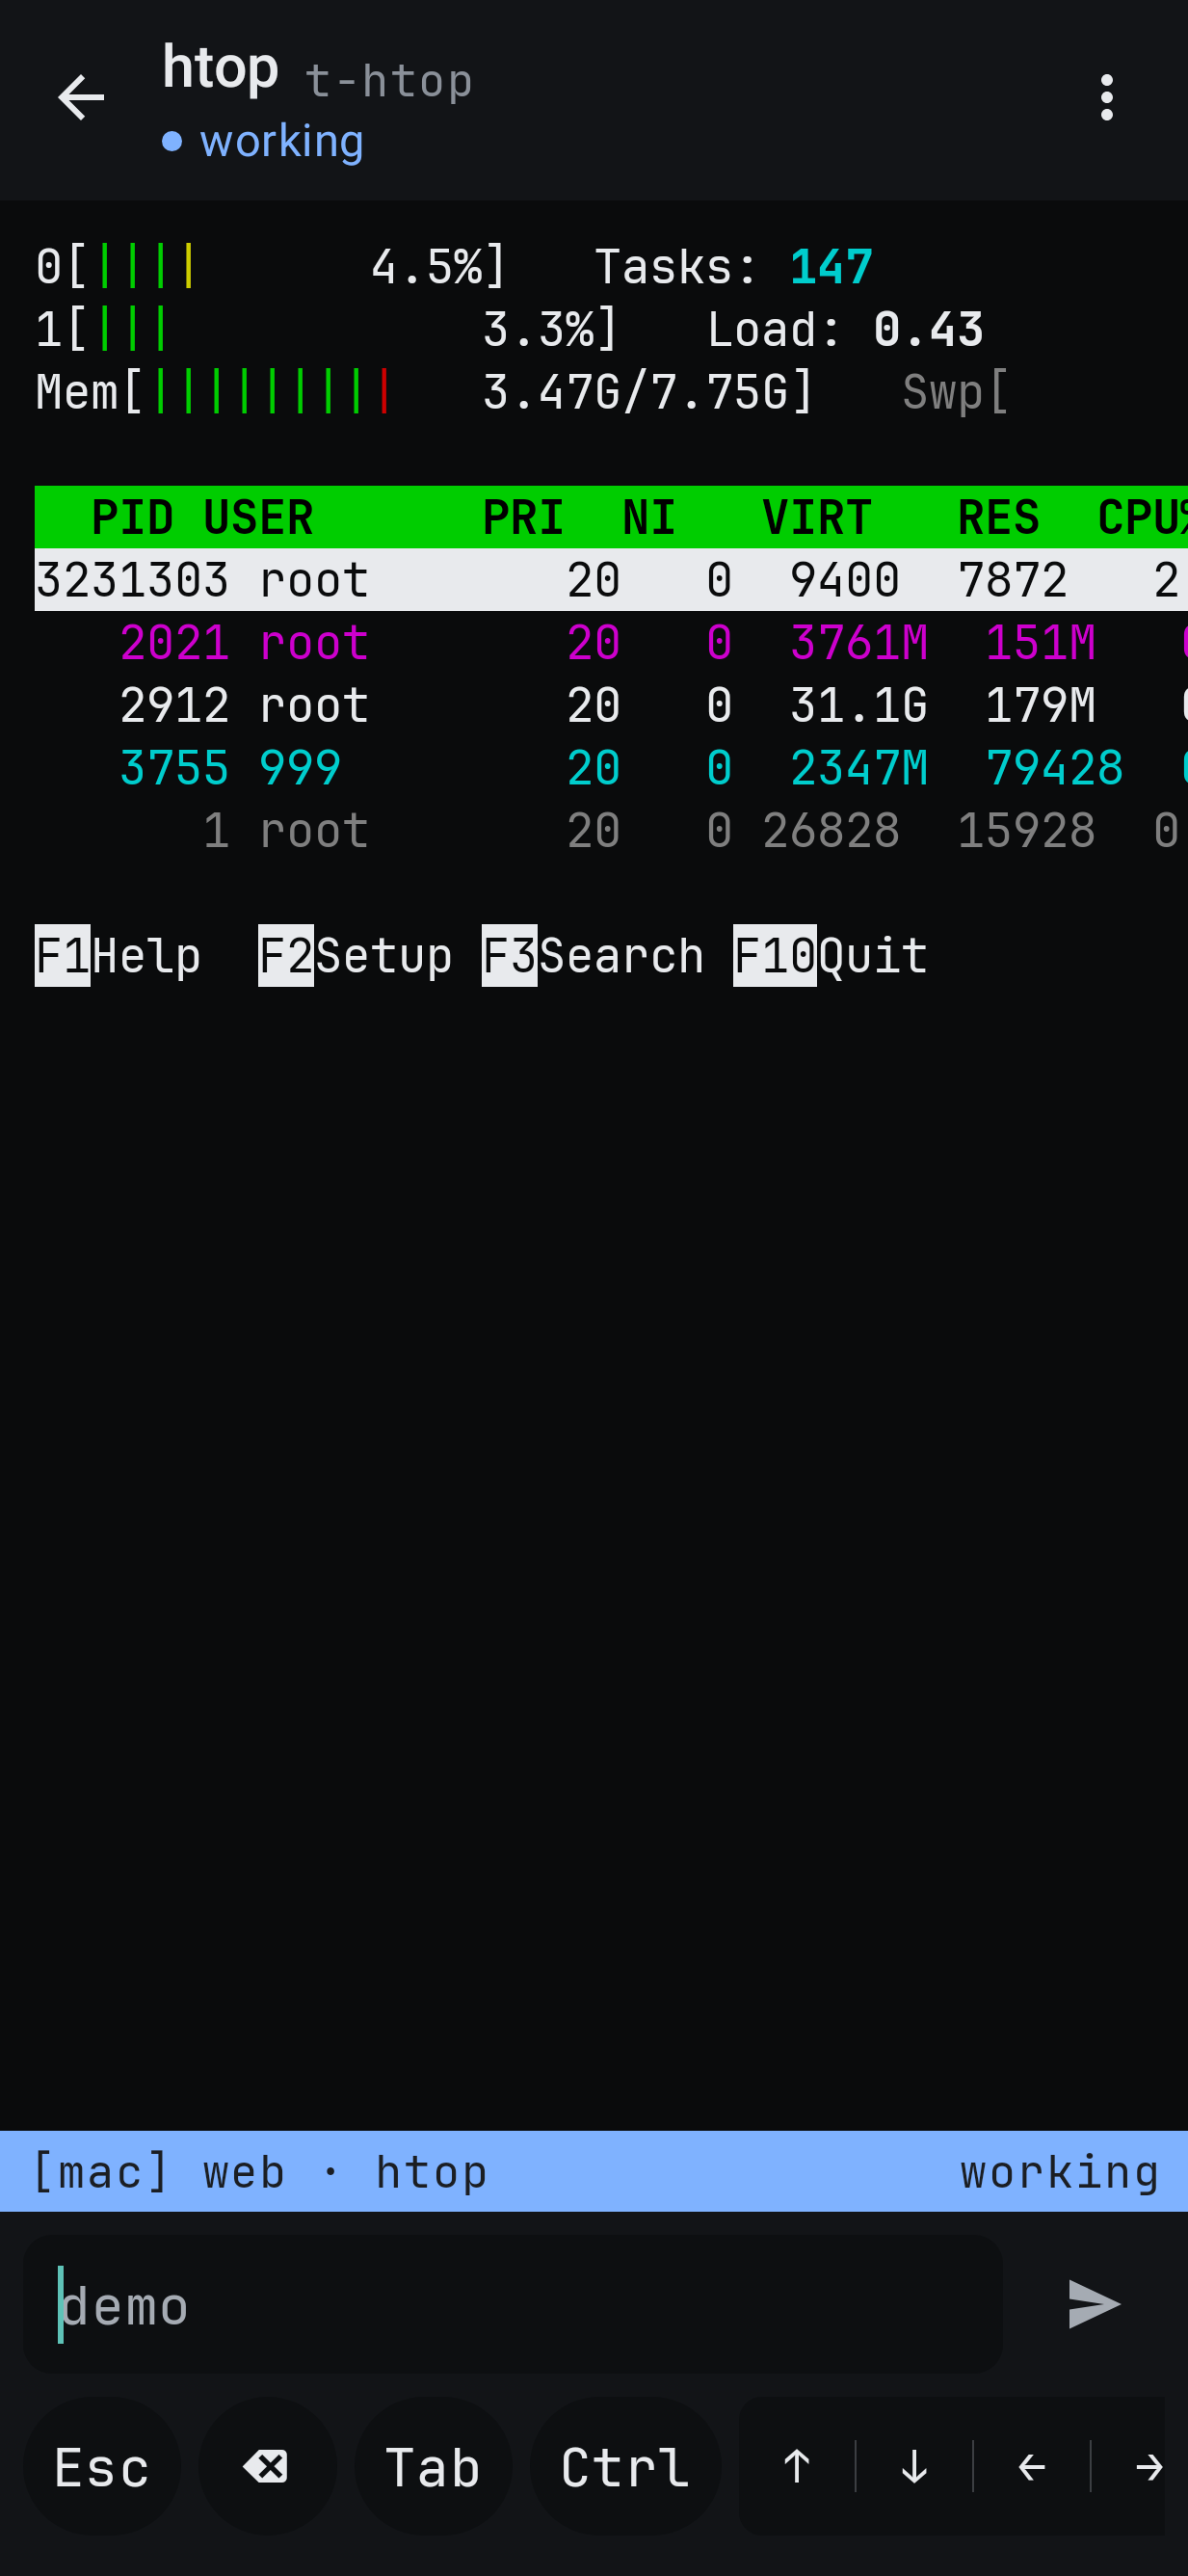 htop t-htop
working
0[|||| 4.5%] Tasks: 147
1[||| 3.3%] Load: 0.43
Mem[||||||||| 3.47G/7.75G] Swp[
PID USER PRI NI VIRT RES CPU%
3231303 root 20 0 9400 7872 2
2021 root 20 0 3761M 151M
2912 root 20 0 31.1G 179M
3755 999 20 0 2347M 79428
1 root 20 0 26828 15928 0
F1Help F2Setup F3Search F10Quit
[mac] web · htop working
demo
Esc Tab Ctrl ↑ ↓ ← →